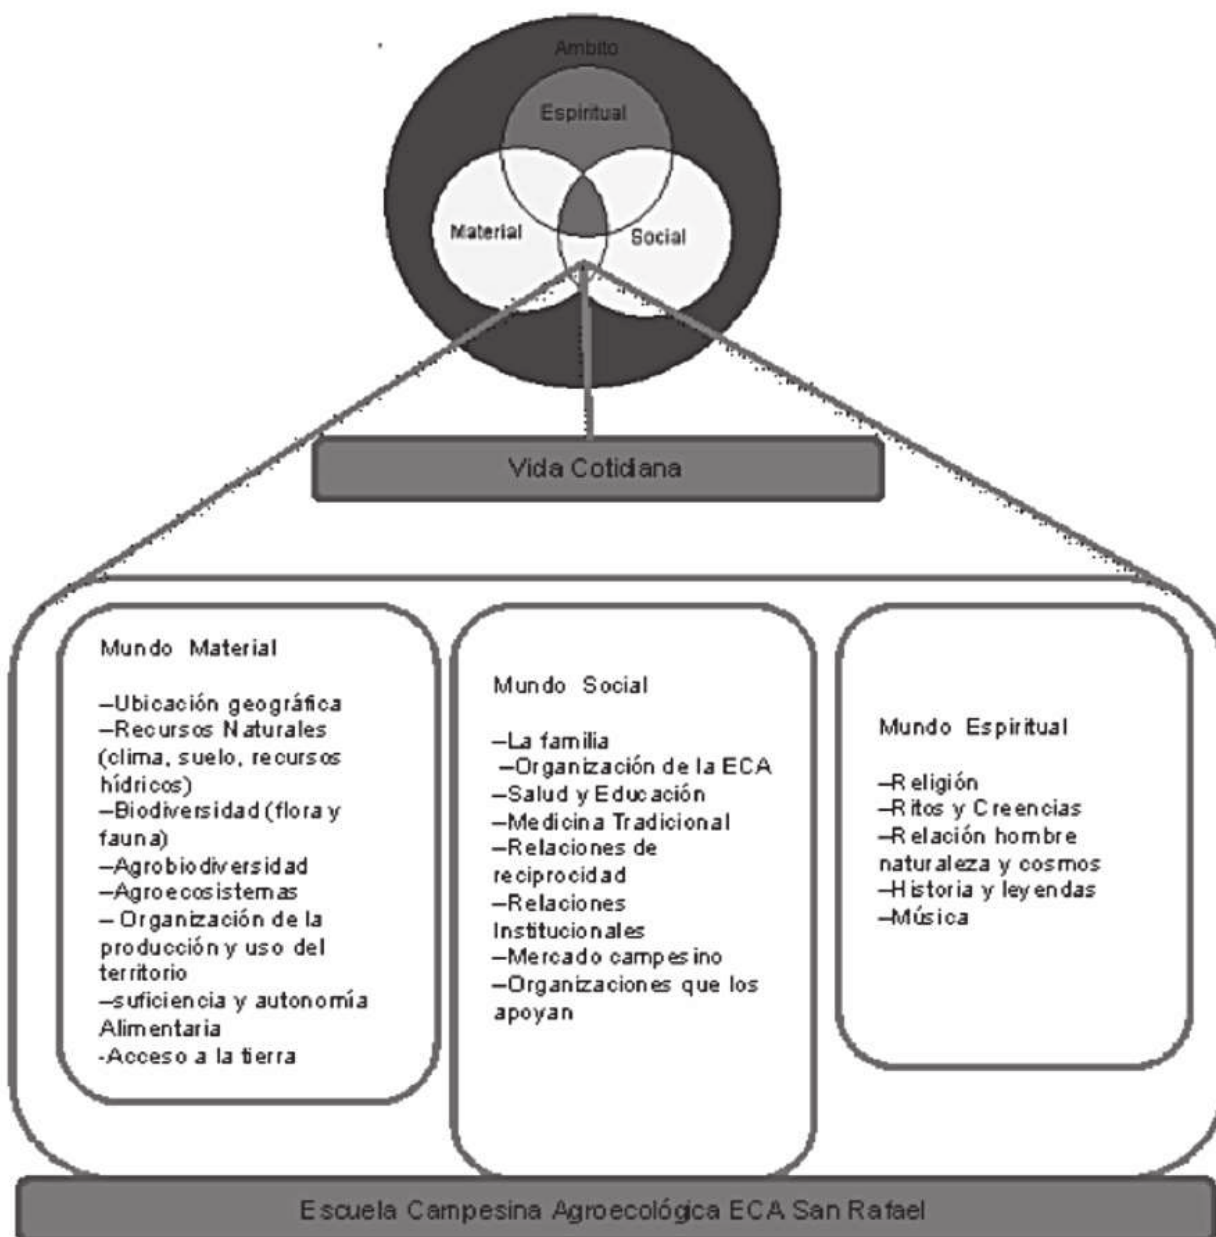 Ambito
Espiritual
Material
Social
Vida Cotidiana
Mundo Material
–Ubicación geográfica
–Recursos Naturales
(clima, suelo, recursos
hídricos)
–Biodiversidad (flora y
fauna)
–Agrobiodiversidad
–Agroecosistemas
– Organización de la
producción y uso del
territorio
–suficiencia y autonomía
Alimentaria
-Acceso a la tierra
Mundo Social
–La familia
–Organización de la ECA
–Salud y Educación
–Medicina Tradicional
–Relaciones de
reciprocidad
–Relaciones
Institucionales
–Mercado campesino
–Organizaciones que los
apoyan
Mundo Espiritual
–Religión
–Ritos y Creencias
–Relación hombre
naturaleza y cosmos
–Historia y leyendas
–Música
Escuela Campesina Agroecológica ECA San Rafael